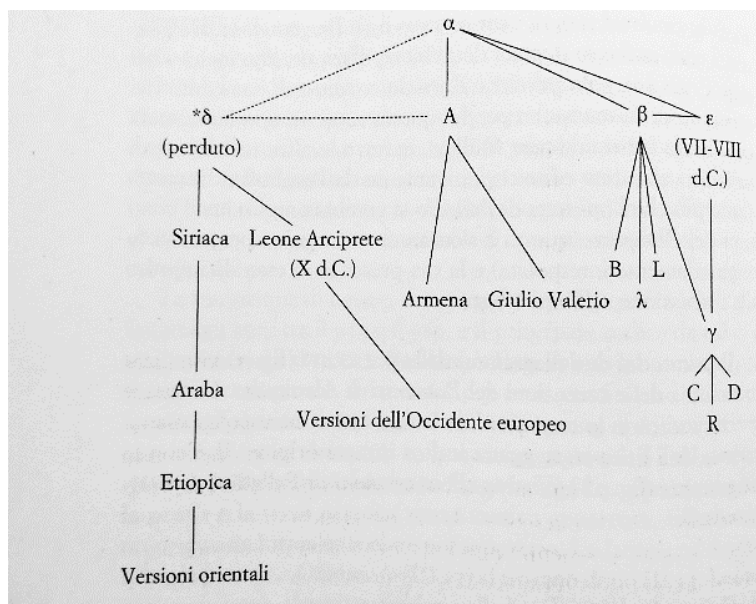 α
*δ A β ε
(perduto) (VII-VIII
d.C.)
Siriaca Leone Arciprete
(X d.C.)
B L
Armena Giulio Valerio λ
γ
Araba C D
Versioni dell'Occidente europeo R
Etiopica
Versioni orientali